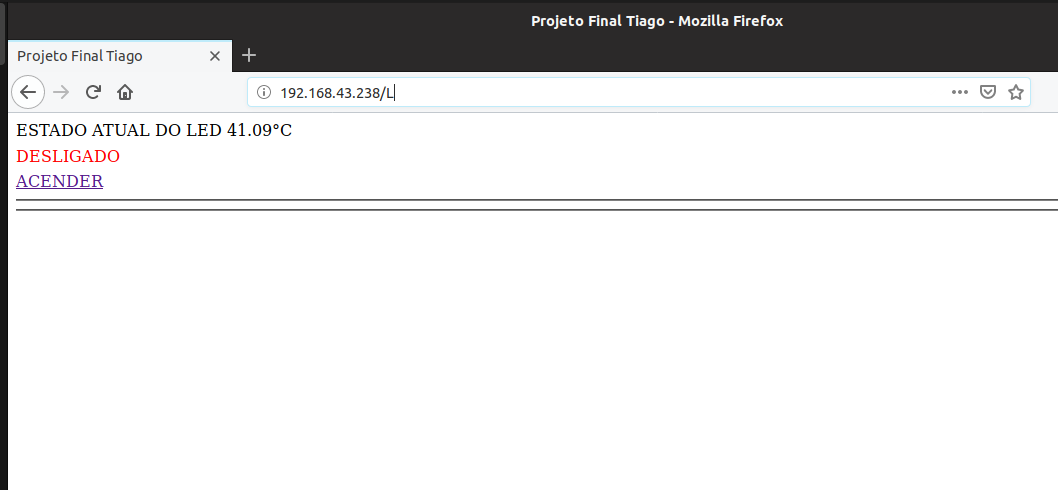 Projeto Final Tiago - Mozilla Firefox
Projeto Final Tiago
192.168.43.238/L
ESTADO ATUAL DO LED 41.09°C
DESLIGADO
ACENDER